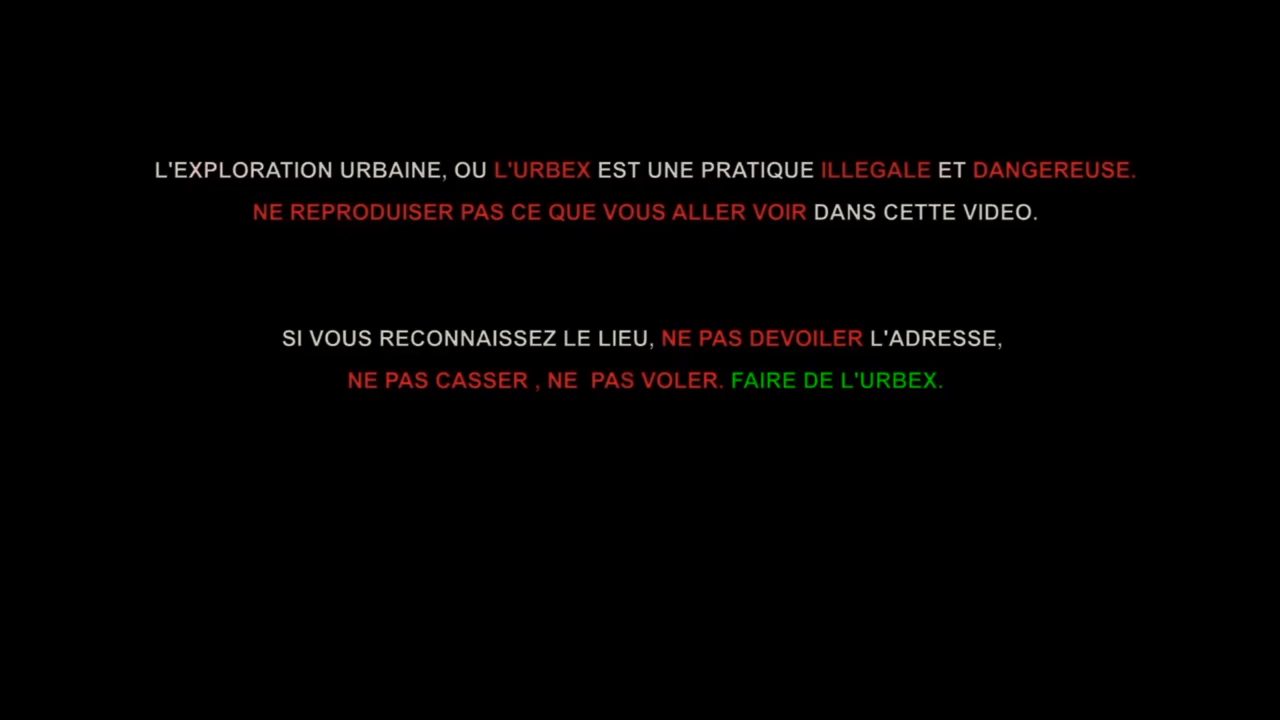 L'EXPLORATION URBAINE, OU L'URBEX EST UNE PRATIQUE ILLEGALE ET DANGEREUSE.
NE REPRODUISER PAS CE QUE VOUS ALLER VOIR DANS CETTE VIDEO.
SI VOUS RECONNAISSEZ LE LIEU, NE PAS DEVOILER L'ADRESSE,
NE PAS CASSER , NE  PAS VOLER. FAIRE DE L'URBEX.